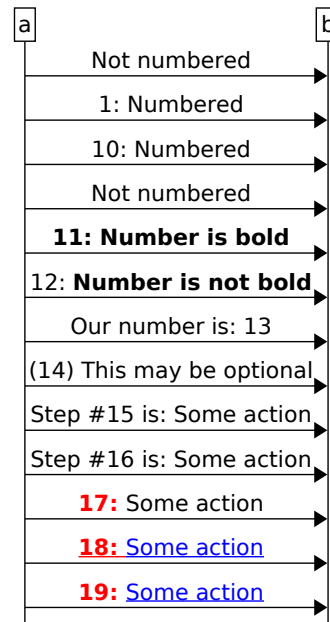 a b
Not numbered
1: Numbered
10: Numbered
Not numbered
11: Number is bold
12: Number is not bold
Our number is: 13
(14) This may be optional
Step #15 is: Some action
Step #16 is: Some action
17: Some action
18: Some action
19: Some action